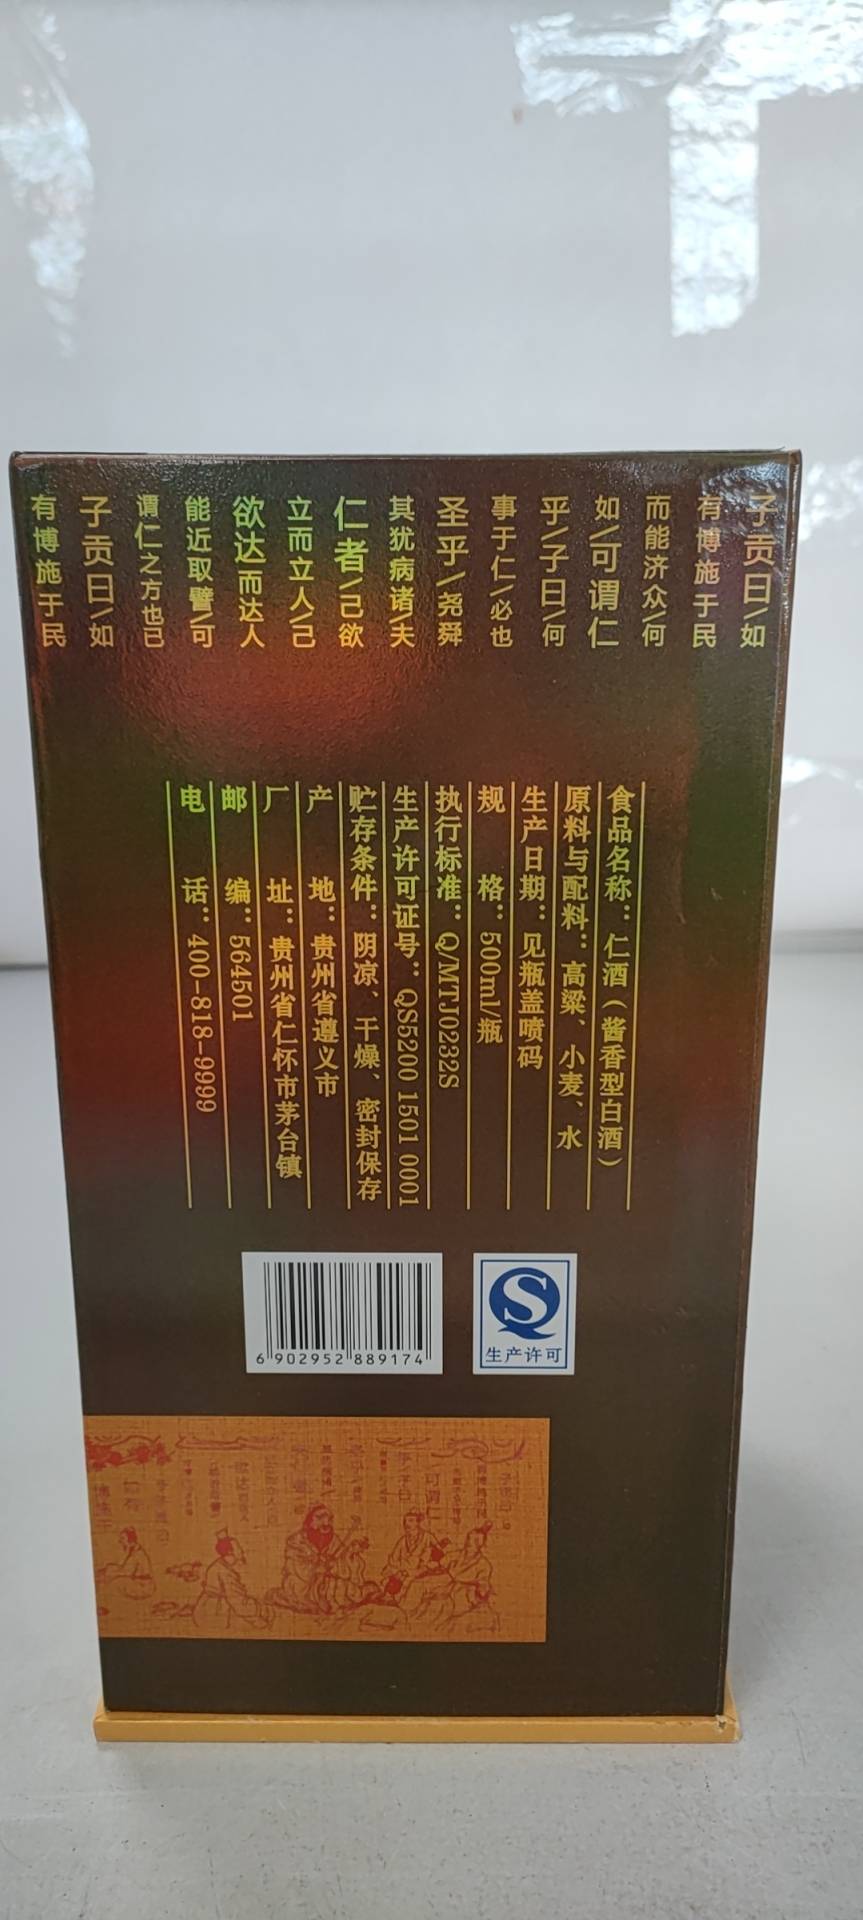 子贡曰\如
有博施于民
而能济众\何
如\可谓仁
乎\子曰\何
事于仁\必也
圣乎\尧舜
其犹病诸\夫
仁者\己欲
立而立人\己
欲达而达人
能近取譬\可
谓仁之方也已
子贡曰\如
有博施于民
食品名称：仁酒（酱香型白酒）
原料与配料：高粱、小麦、水
生产日期：见瓶盖喷码
规格：500ml/瓶
执行标准：Q/MTJ0232S
生产许可证号：QS5200 1501 0001
贮存条件：阴凉、干燥、密封保存
产地：贵州省遵义市
厂址：贵州省仁怀市茅台镇
邮编：564501
电话：400-818-9999
6 902952 889174
生产许可